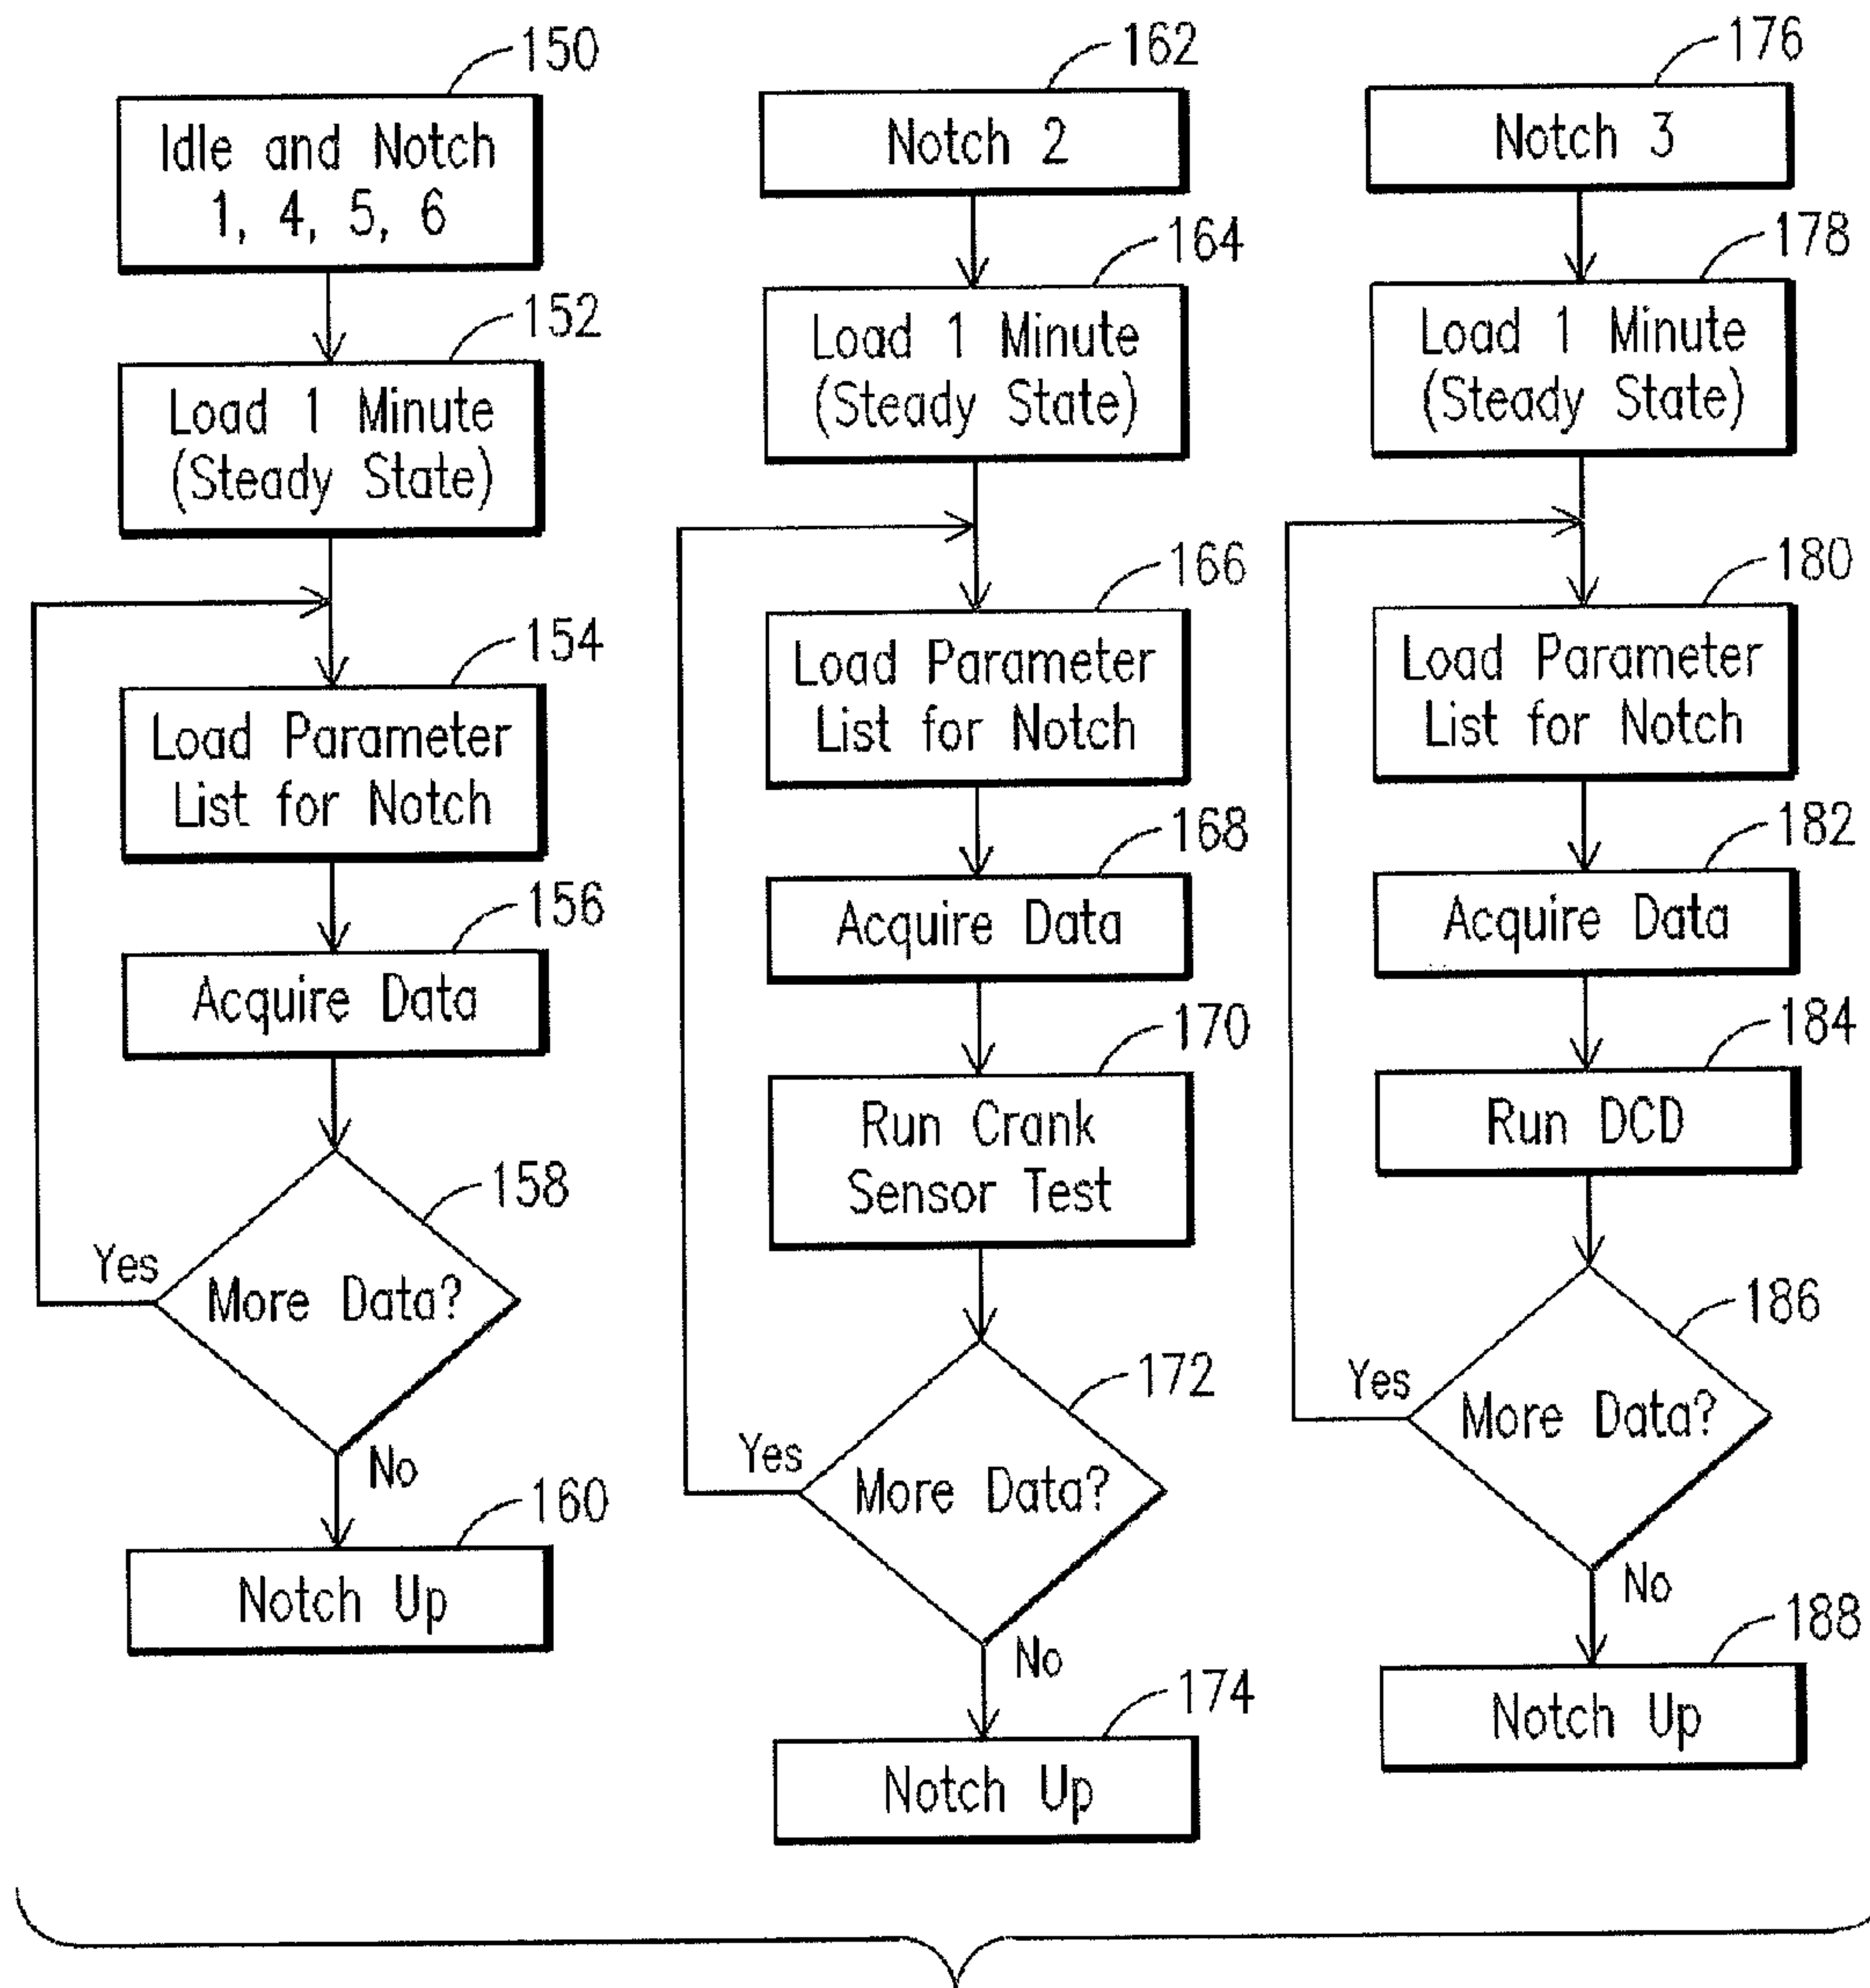 150
Idle and Notch
1, 4, 5, 6
152
Load 1 Minute
(Steady State)
154
Load Parameter
List for Notch
156
Acquire Data
158
More Data?
Yes
No
160
Notch Up
162
Notch 2
164
Load 1 Minute
(Steady State)
166
Load Parameter
List for Notch
168
Acquire Data
170
Run Crank
Sensor Test
172
More Data?
Yes
No
174
Notch Up
176
Notch 3
178
Load 1 Minute
(Steady State)
180
Load Parameter
List for Notch
182
Acquire Data
184
Run DCD
186
More Data?
Yes
No
188
Notch Up